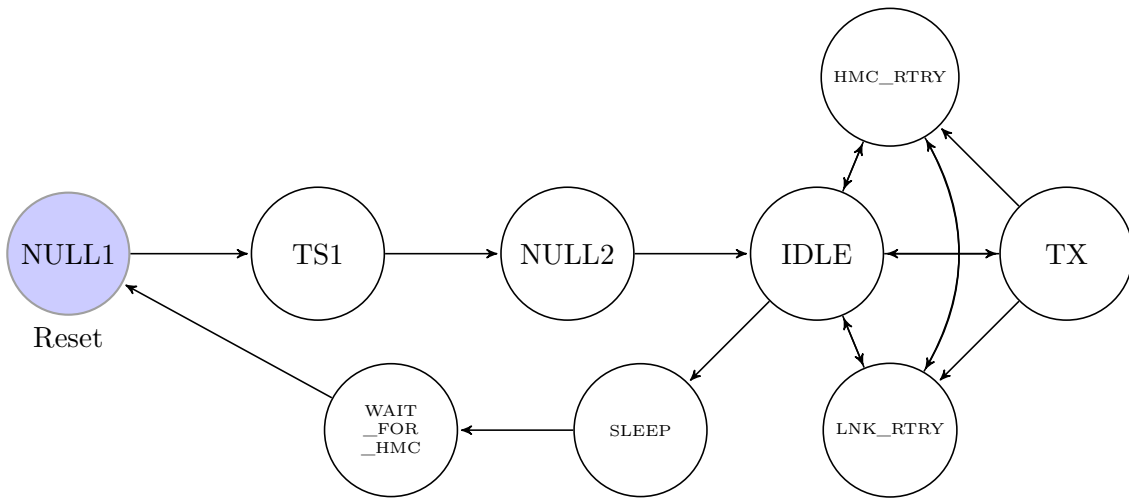 HMC_RTRY
NULL1
TS1
NULL2
IDLE
TX
Reset
WAIT
_FOR
_HMC
SLEEP
LNK_RTRY